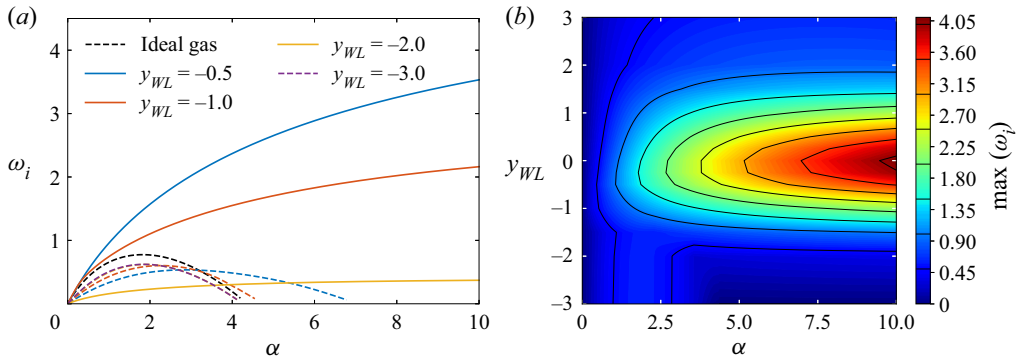 (a)
Ideal gas
y_WL = –0.5
y_WL = –1.0
y_WL = –2.0
y_WL = –3.0
ω_i
4
3
2
1
0
2
4
6
8
10
α
(b)
y_WL
3
2
1
0
–1
–2
–3
0
2.5
5.0
7.5
10.0
α
4.05
3.60
3.15
2.70
2.25
1.80
1.35
0.90
0.45
0
max (ω_i)